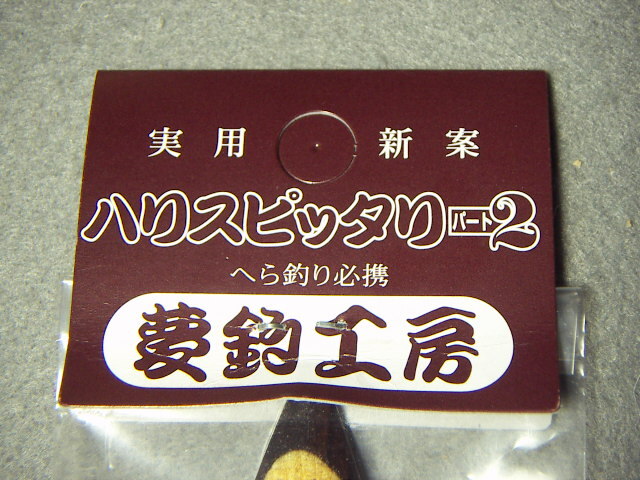 実用新案
ハリスピッタリパート2
へら釣り必携
夢釣工房